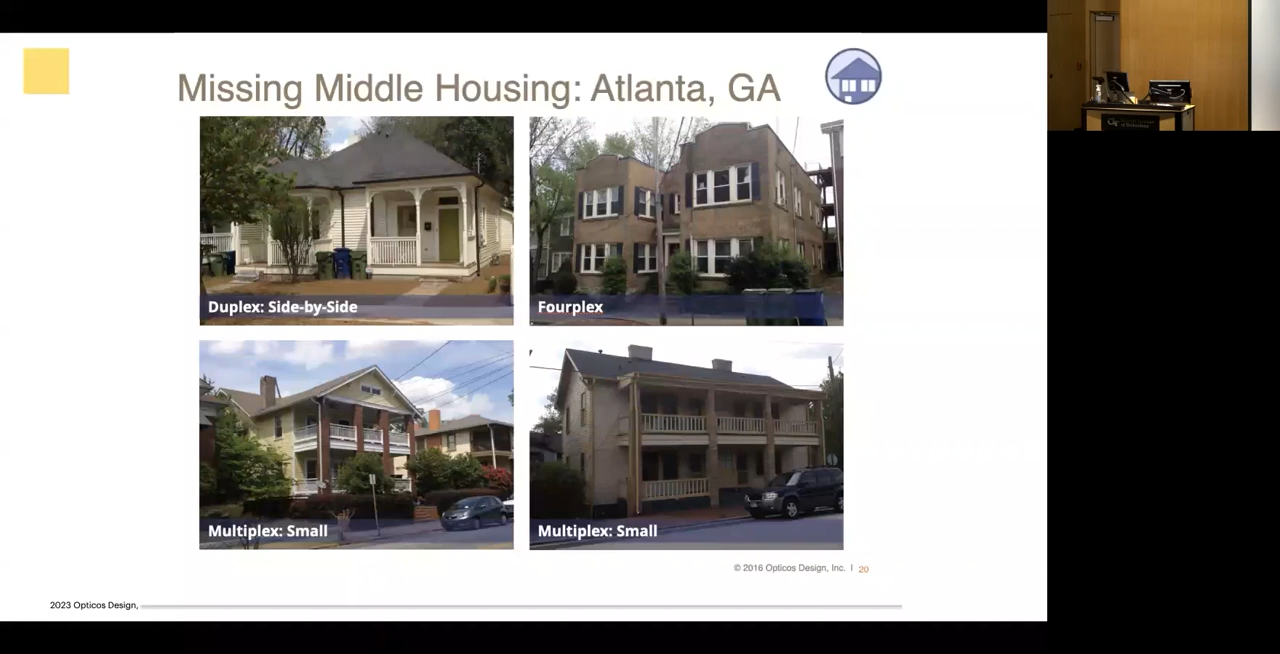 Missing Middle Housing: Atlanta, GA
Duplex: Side-by-Side
Fourplex
Multiplex: Small
Multiplex: Small
© 2016 Opticos Design, Inc. | 20
2023 Opticos Design,